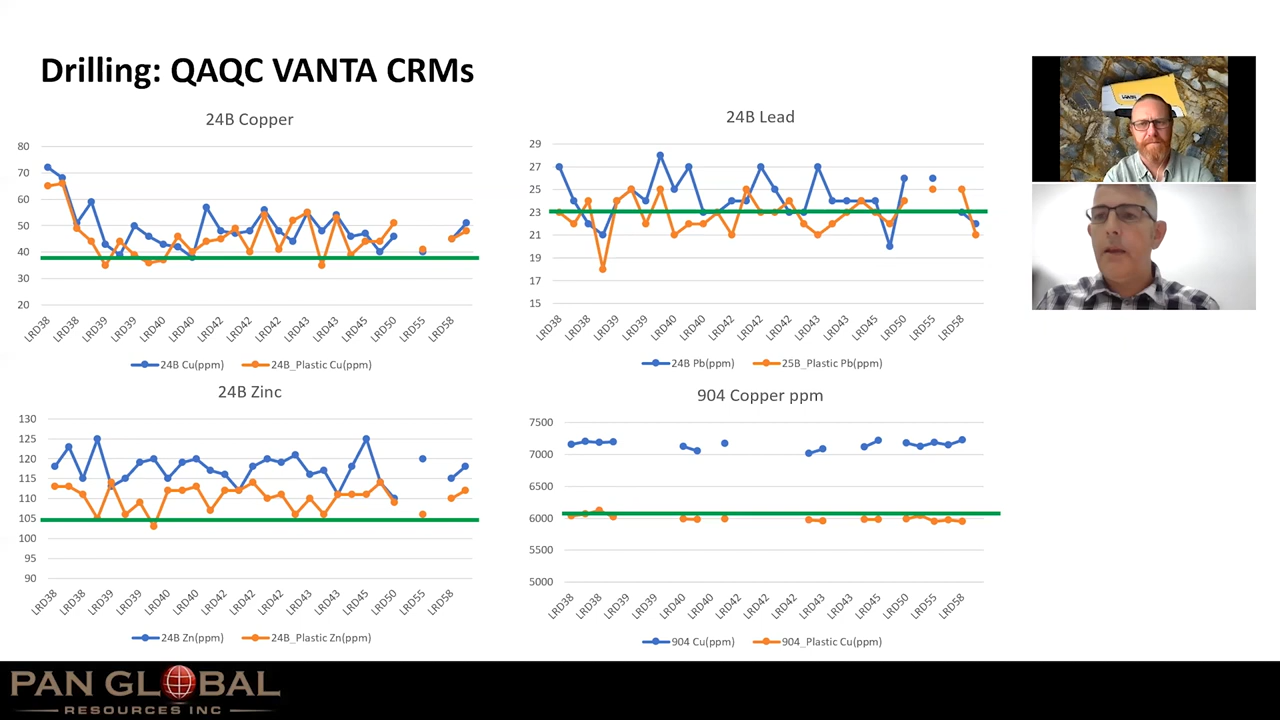 Drilling: QAQC VANTA CRMs
24B Copper
80
70
60
50
40
30
20
LRD38 LRD38 LRD39 LRD39 LRD40 LRD40 LRD42 LRD42 LRD42 LRD43 LRD43 LRD45 LRD50 LRD55 LRD58
24B Cu(ppm) 24B_Plastic Cu(ppm)
24B Lead
29
27
25
23
21
19
17
15
LRD38 LRD38 LRD39 LRD39 LRD40 LRD40 LRD42 LRD42 LRD42 LRD43 LRD43 LRD45 LRD50 LRD55 LRD58
24B Pb(ppm) 25B_Plastic Pb(ppm)
24B Zinc
130
125
120
115
110
105
100
95
90
LRD38 LRD38 LRD39 LRD39 LRD40 LRD40 LRD42 LRD42 LRD42 LRD43 LRD43 LRD45 LRD50 LRD55 LRD58
24B Zn(ppm) 24B_Plastic Zn(ppm)
904 Copper ppm
7500
7000
6500
6000
5500
5000
LRD38 LRD38 LRD39 LRD39 LRD40 LRD40 LRD42 LRD42 LRD42 LRD43 LRD43 LRD45 LRD50 LRD55 LRD58
904 Cu(ppm) 904_Plastic Cu(ppm)
PAN GLOBAL
RESOURCES INC